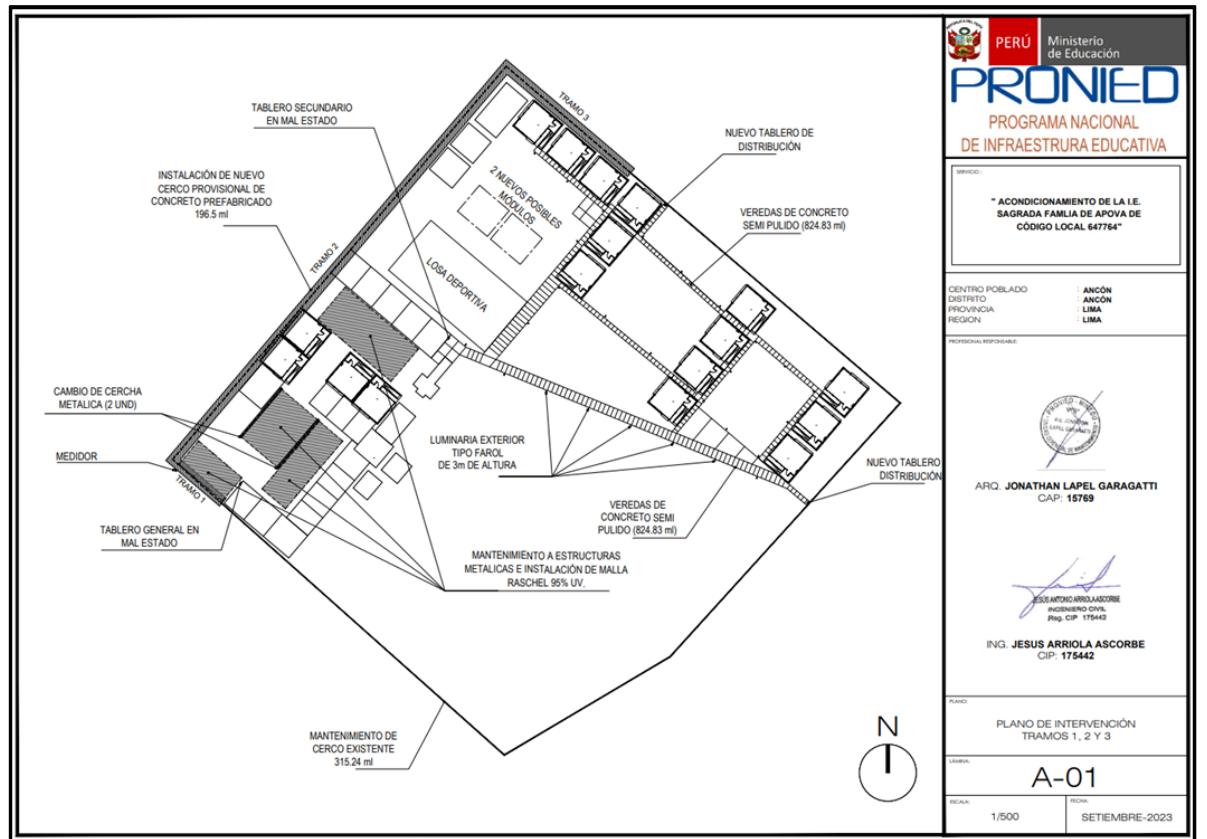 TABLERO SECUNDARIO
EN MAL ESTADO
INSTALACIÓN DE NUEVO
CERCO PROVISIONAL DE
CONCRETO PREFABRICADO
196.5 ml
TRAMO 3
TRAMO 2
TRAMO 1
2 NUEVOS POSIBLES
MÓDULOS
LOSA DEPORTIVA
NUEVO TABLERO DE
DISTRIBUCIÓN
VEREDAS DE CONCRETO
SEMI PULIDO (824.83 ml)
CAMBIO DE CERCHA
METALICA (2 UND)
MEDIDOR
TABLERO GENERAL EN
MAL ESTADO
LUMINARIA EXTERIOR
TIPO FAROL
DE 3m DE ALTURA
NUEVO TABLERO
DISTRIBUCIÓN
VEREDAS DE
CONCRETO SEMI
PULIDO (824.83 ml)
MANTENIMIENTO A ESTRUCTURAS
METALICAS E INSTALACIÓN DE MALLA
RASCHEL 95% UV.
MANTENIMIENTO DE
CERCO EXISTENTE
315.24 ml
N
PERÚ
Ministerio
de Educación
PRONIED
PROGRAMA NACIONAL
DE INFRAESTRURA EDUCATIVA
SERVICIO:
" ACONDICIONAMIENTO DE LA I.E.
SAGRADA FAMLIA DE APOVA DE
CÓDIGO LOCAL 647764"
CENTRO POBLADO : ANCÓN
DISTRITO : ANCÓN
PROVINCIA : LIMA
REGION : LIMA
PROFESIONAL RESPONSABLE:
ARQ. JONATHAN LAPEL GARAGATTI
CAP: 15769
JESÚS ANTONIO ARRIOLA ASCORBE
INGENIERO CIVIL
Reg. CIP 175442
ING. JESUS ARRIOLA ASCORBE
CIP: 175442
PLANO:
PLANO DE INTERVENCIÓN
TRAMOS 1, 2 Y 3
LÁMINA:
A-01
ESCALA:
1/500
FECHA:
SETIEMBRE-2023